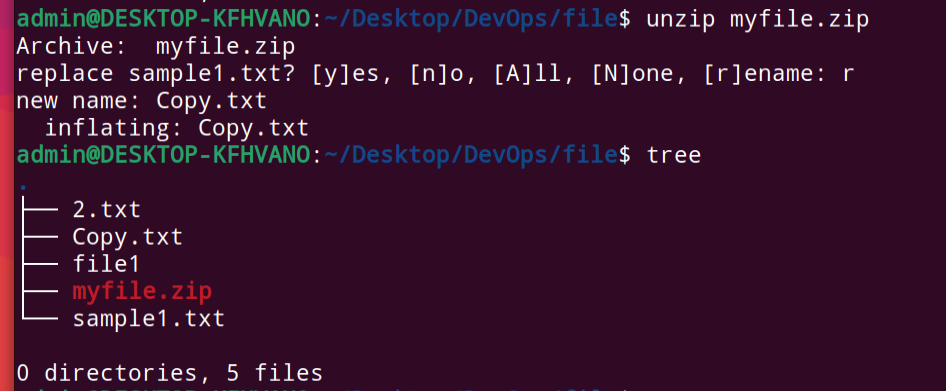 admin@DESKTOP-KFHVANO:~/Desktop/DevOps/file$ unzip myfile.zip
Archive:  myfile.zip
replace sample1.txt? [y]es, [n]o, [A]ll, [N]one, [r]ename: r
new name: Copy.txt
  inflating: Copy.txt
admin@DESKTOP-KFHVANO:~/Desktop/DevOps/file$ tree
.
├── 2.txt
├── Copy.txt
├── file1
├── myfile.zip
└── sample1.txt

0 directories, 5 files